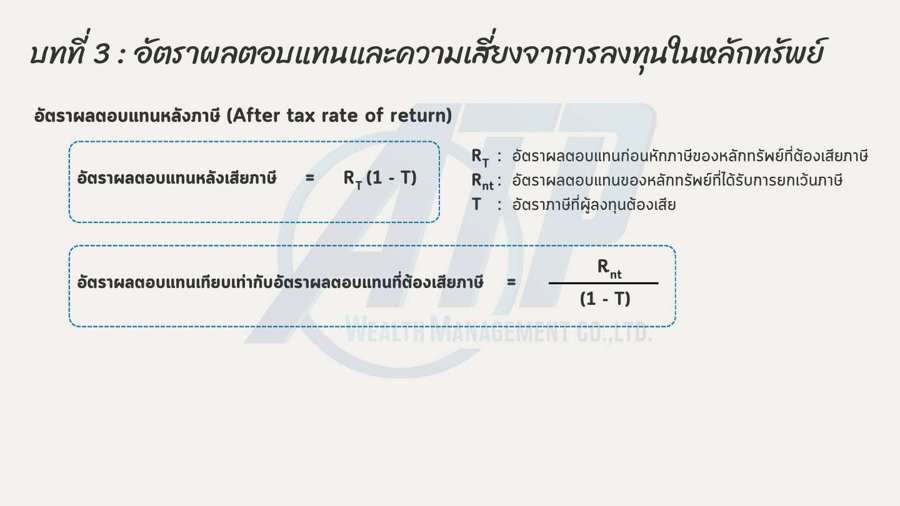 บทที่ 3 : อัตราผลตอบแทนและความเสี่ยงจาการลงทุนในหลักทรัพย์
อัตราผลตอบแทนหลังภาษี (After tax rate of return)
อัตราผลตอบแทนหลังเสียภาษี = RT (1 - T)
RT : อัตราผลตอบแทนก่อนหักภาษีของหลักทรัพย์ที่ต้องเสียภาษี
Rnt : อัตราผลตอบแทนของหลักทรัพย์ที่ได้รับการยกเว้นภาษี
T : อัตราภาษีที่ผู้ลงทุนต้องเสีย
อัตราผลตอบแทนเทียบเท่ากับอัตราผลตอบแทนที่ต้องเสียภาษี =
Rnt
(1 - T)
ATP
WEALTH MANAGEMENT CO.,LTD.